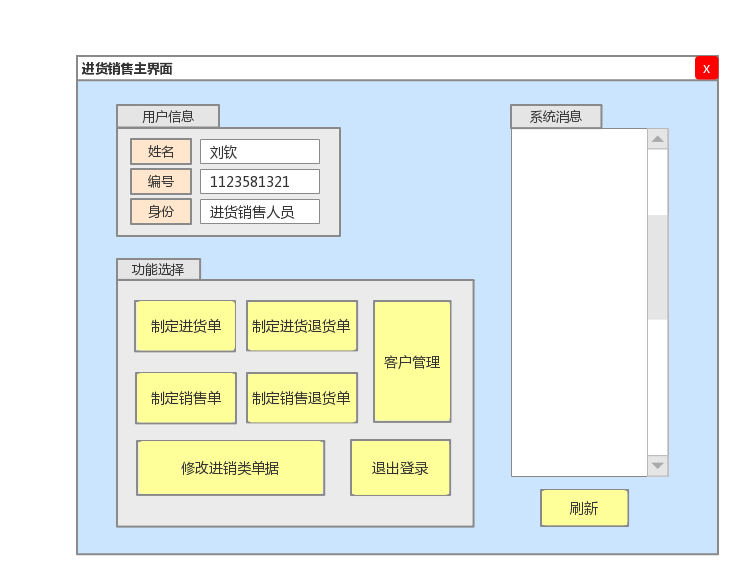 进货销售主界面
x
用户信息
姓名 刘钦
编号 1123581321
身份 进货销售人员
系统消息
功能选择
制定进货单 制定进货退货单
客户管理
制定销售单 制定销售退货单
修改进销类单据 退出登录
刷新